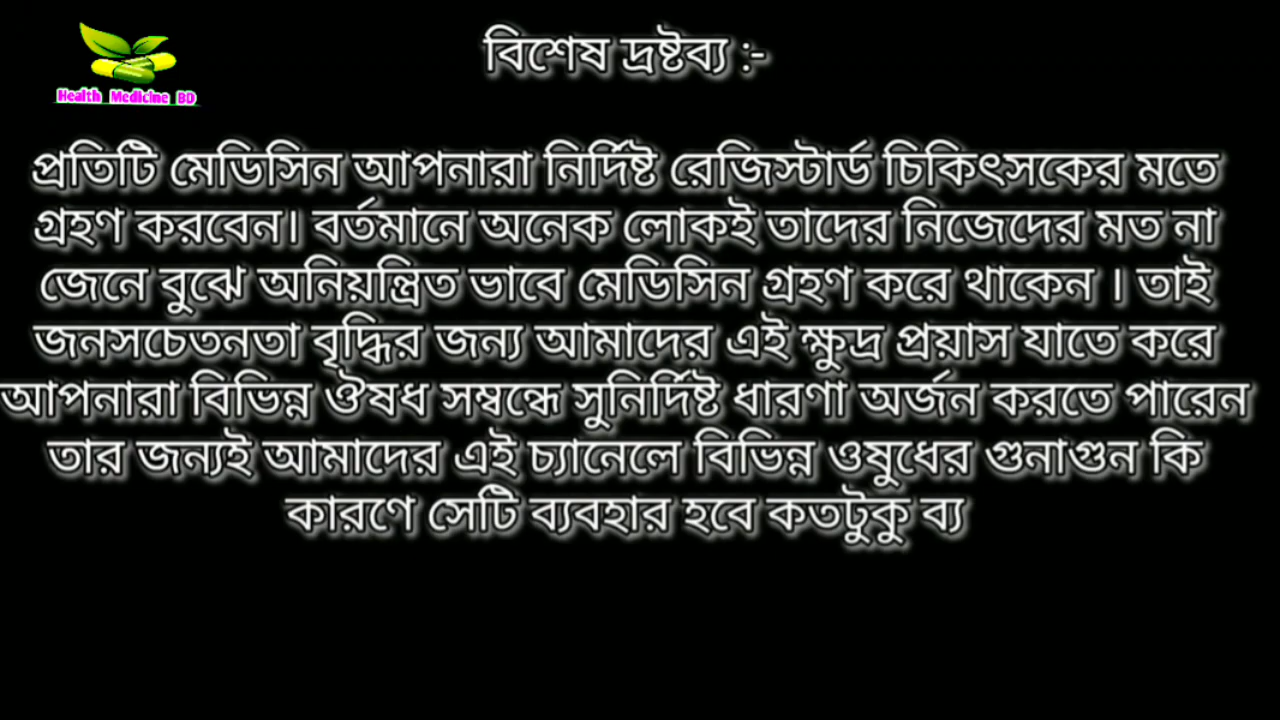 Health Medicine BD
বিশেষ দ্রষ্টব্য :-
প্রতিটি মেডিসিন আপনারা নির্দিষ্ট রেজিস্টার্ড চিকিৎসকের মতে
গ্রহণ করবেন। বর্তমানে অনেক লোকই তাদের নিজেদের মত না
জেনে বুঝে অনিয়ন্ত্রিত ভাবে মেডিসিন গ্রহণ করে থাকেন । তাই
জনসচেতনতা বৃদ্ধির জন্য আমাদের এই ক্ষুদ্র প্রয়াস যাতে করে
আপনারা বিভিন্ন ঔষধ সম্বন্ধে সুনির্দিষ্ট ধারণা অর্জন করতে পারেন
তার জন্যই আমাদের এই চ্যানেলে বিভিন্ন ওষুধের গুনাগুন কি
কারণে সেটি ব্যবহার হবে কতটুকু ব্য